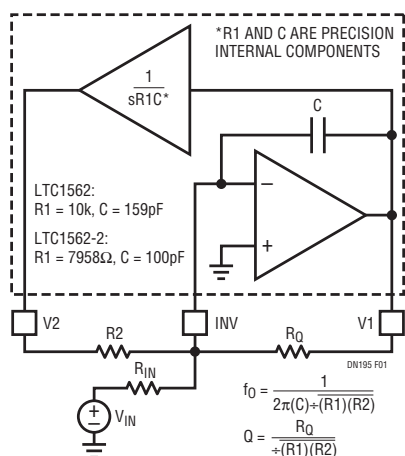 *R1 AND C ARE PRECISION
INTERNAL COMPONENTS
1
sR1C*
C
−
+
LTC1562:
R1 = 10k, C = 159pF
LTC1562-2:
R1 = 7958Ω, C = 100pF
V2
INV
V1
R2
RQ
RIN
DN195 F01
+
−
VIN
fO = 1
2π(C)÷(R1)(R2)
Q = RQ
÷(R1)(R2)